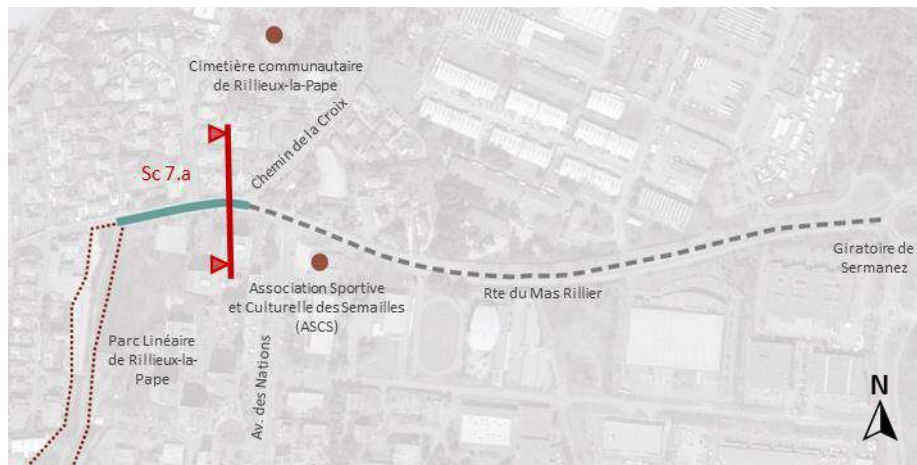 Cimetière communautaire
de Rillieux-la-Pape
Chemin de la Croix
Sc 7.a
Giratoire de
Sermanez
Association Sportive
et Culturelle des Semailles
(ASCS)
Rte du Mas Rillier
Parc Linéaire
de Rillieux-la-
Pape
Av. des Nations
N